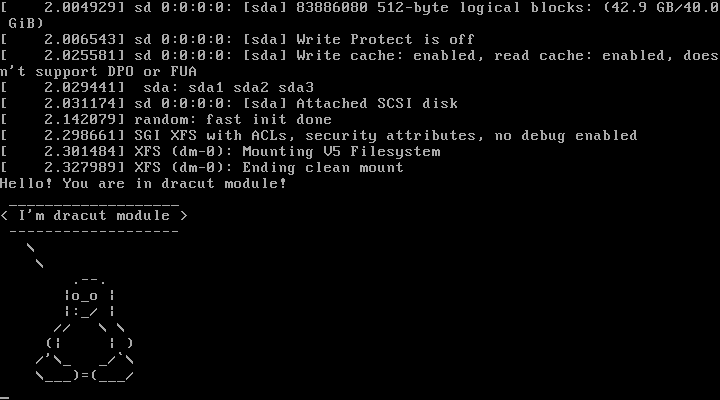 [    2.004929] sd 0:0:0:0: [sda] 83886080 512-byte logical blocks: (42.9 GB/40.0
 GiB)
[    2.006543] sd 0:0:0:0: [sda] Write Protect is off
[    2.025581] sd 0:0:0:0: [sda] Write cache: enabled, read cache: enabled, does
n't support DPO or FUA
[    2.029441]  sda: sda1 sda2 sda3
[    2.031174] sd 0:0:0:0: [sda] Attached SCSI disk
[    2.142079] random: fast init done
[    2.298661] SGI XFS with ACLs, security attributes, no debug enabled
[    2.301484] XFS (dm-0): Mounting V5 Filesystem
[    2.327989] XFS (dm-0): Ending clean mount
Hello! You are in dracut module!
 ___________________
< I'm dracut module >
 -------------------
   \
    \
        .--.
       |o_o |
       |:_/ |
      //   \ \
     (|     | )
    /'\_   _/`\
    \___)=(___/
_